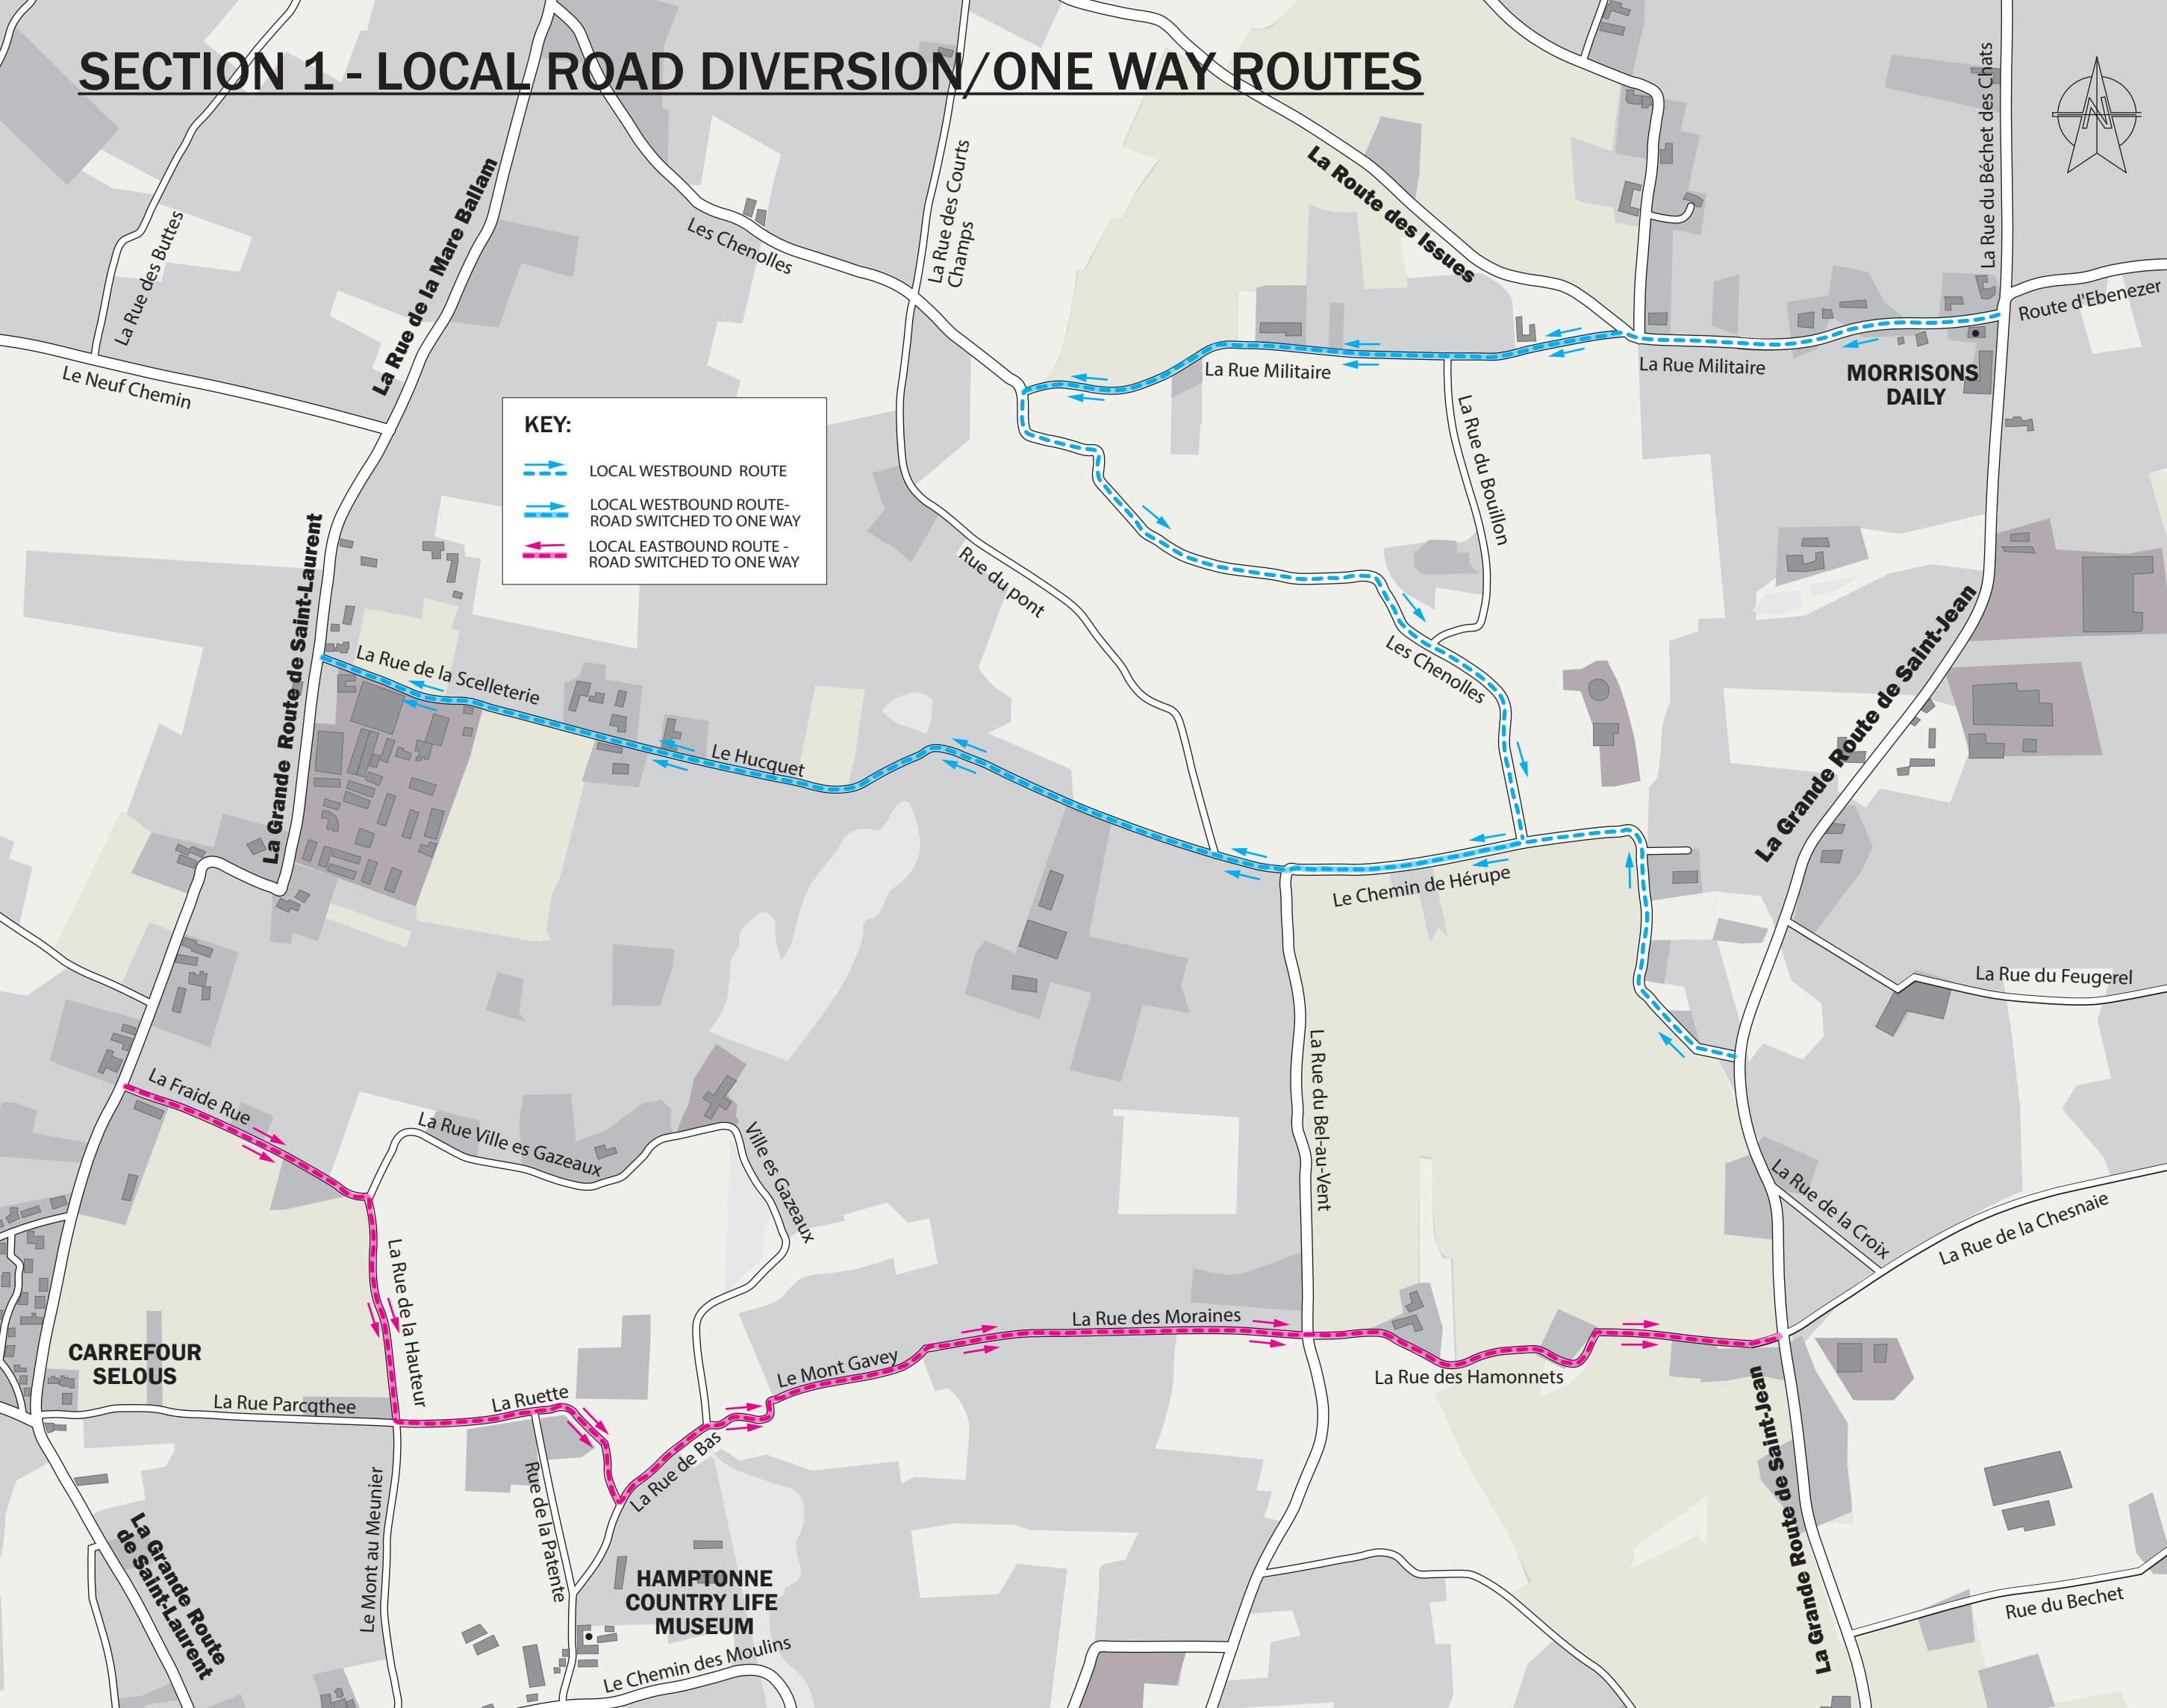 SECTION 1 - LOCAL ROAD DIVERSION/ONE WAY ROUTES
N
La Rue du Béchet des Chats
La Rue des Courts
Champs
La Route des Issues
La Rue de la Mare Ballam
La Rue des Buttes
Les Chenolles
Route d'Ebenezer
Le Neuf Chemin
La Rue Militaire
La Rue Militaire
MORRISONS
DAILY
KEY:
LOCAL WESTBOUND ROUTE
LOCAL WESTBOUND ROUTE-
ROAD SWITCHED TO ONE WAY
LOCAL EASTBOUND ROUTE -
ROAD SWITCHED TO ONE WAY
La Rue du Bouillon
Rue du pont
La Grande Route de Saint-Laurent
La Rue de la Scelleterie
Les Chenolles
La Grande Route de Saint-Jean
Le Hucquet
Le Chemin de Hérupe
La Rue du Feugerel
La Rue du Bel-au-Vent
La Fraide Rue
La Rue Ville es Gazeaux
Ville es Gazeaux
La Rue de la Croix
La Rue de la Chesnaie
La Rue de la Hauteur
La Rue des Moraines
CARREFOUR
SELOUS
Le Mont Gavey
La Rue des Hamonnets
La Rue Parcqthee
La Ruette
La Rue de Bas
La Grande Route de Saint-Jean
Le Mont au Meunier
Rue de la Patente
La Grande Route
de Saint-Laurent
HAMPTONNE
COUNTRY LIFE
MUSEUM
Rue du Bechet
Le Chemin des Moulins